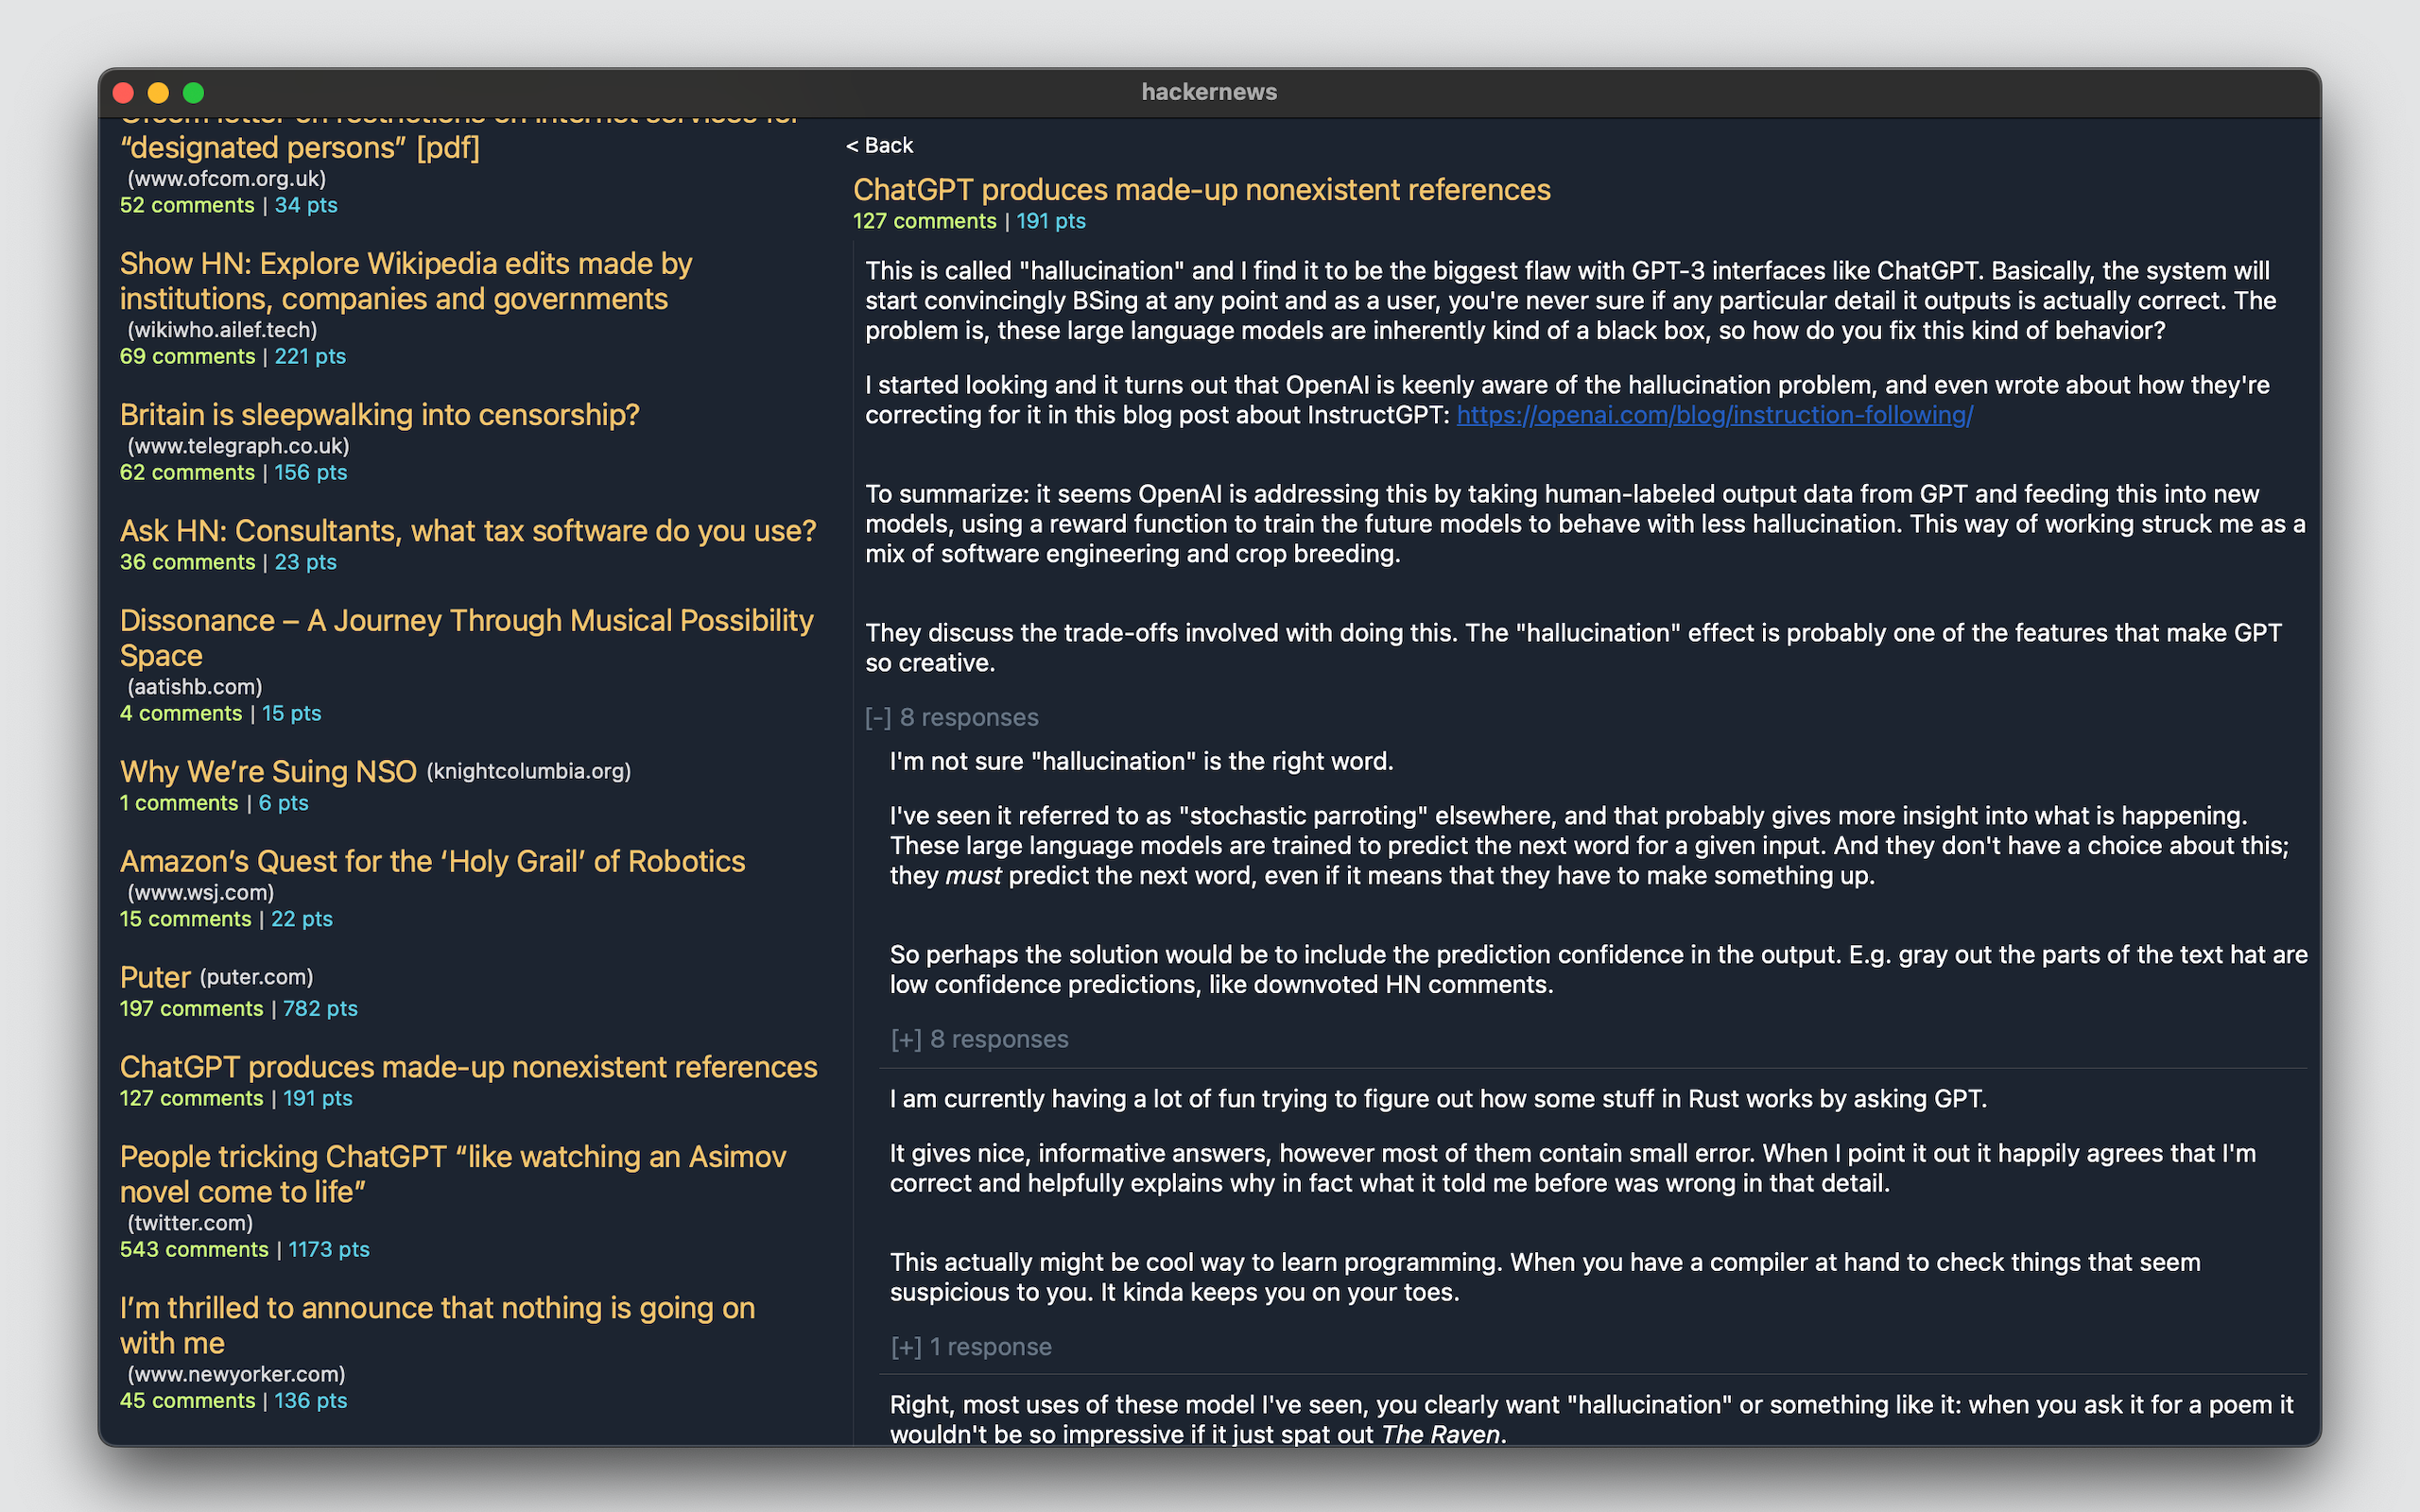 hackernews
Ofcom letter on restrictions on internet services for
“designated persons” [pdf]
(www.ofcom.org.uk)
52 comments | 34 pts
Show HN: Explore Wikipedia edits made by
institutions, companies and governments
(wikiwho.ailef.tech)
69 comments | 221 pts
Britain is sleepwalking into censorship?
(www.telegraph.co.uk)
62 comments | 156 pts
Ask HN: Consultants, what tax software do you use?
36 comments | 23 pts
Dissonance – A Journey Through Musical Possibility
Space
(aatishb.com)
4 comments | 15 pts
Why We’re Suing NSO (knightcolumbia.org)
1 comments | 6 pts
Amazon’s Quest for the ‘Holy Grail’ of Robotics
(www.wsj.com)
15 comments | 22 pts
Puter (puter.com)
197 comments | 782 pts
ChatGPT produces made-up nonexistent references
127 comments | 191 pts
People tricking ChatGPT “like watching an Asimov
novel come to life”
(twitter.com)
543 comments | 1173 pts
I’m thrilled to announce that nothing is going on
with me
(www.newyorker.com)
45 comments | 136 pts
< Back
ChatGPT produces made-up nonexistent references
127 comments | 191 pts
This is called "hallucination" and I find it to be the biggest flaw with GPT-3 interfaces like ChatGPT. Basically, the system will
start convincingly BSing at any point and as a user, you're never sure if any particular detail it outputs is actually correct. The
problem is, these large language models are inherently kind of a black box, so how do you fix this kind of behavior?
I started looking and it turns out that OpenAI is keenly aware of the hallucination problem, and even wrote about how they're
correcting for it in this blog post about InstructGPT: https://openai.com/blog/instruction-following/
To summarize: it seems OpenAI is addressing this by taking human-labeled output data from GPT and feeding this into new
models, using a reward function to train the future models to behave with less hallucination. This way of working struck me as a
mix of software engineering and crop breeding.
They discuss the trade-offs involved with doing this. The "hallucination" effect is probably one of the features that make GPT
so creative.
[-] 8 responses
I'm not sure "hallucination" is the right word.
I've seen it referred to as "stochastic parroting" elsewhere, and that probably gives more insight into what is happening.
These large language models are trained to predict the next word for a given input. And they don't have a choice about this;
they must predict the next word, even if it means that they have to make something up.
So perhaps the solution would be to include the prediction confidence in the output. E.g. gray out the parts of the text hat are
low confidence predictions, like downvoted HN comments.
[+] 8 responses
I am currently having a lot of fun trying to figure out how some stuff in Rust works by asking GPT.
It gives nice, informative answers, however most of them contain small error. When I point it out it happily agrees that I'm
correct and helpfully explains why in fact what it told me before was wrong in that detail.
This actually might be cool way to learn programming. When you have a compiler at hand to check things that seem
suspicious to you. It kinda keeps you on your toes.
[+] 1 response
Right, most uses of these model I've seen, you clearly want "hallucination" or something like it: when you ask it for a poem it
wouldn't be so impressive if it just spat out The Raven.